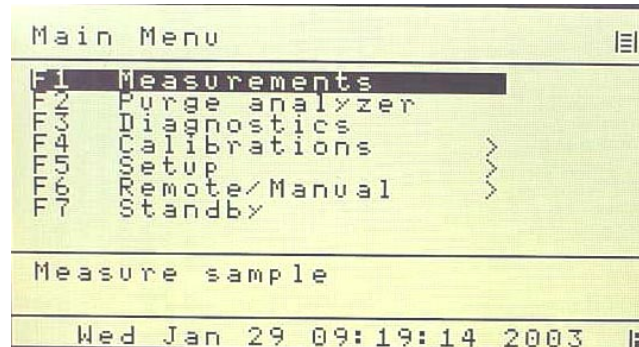 Main Menu
F1 Measurements
F2 Purge analyzer
F3 Diagnostics
F4 Calibrations >
F5 Setup >
F6 Remote/Manual >
F7 Standby
Measure sample
Wed Jan 29 09:19:14 2003